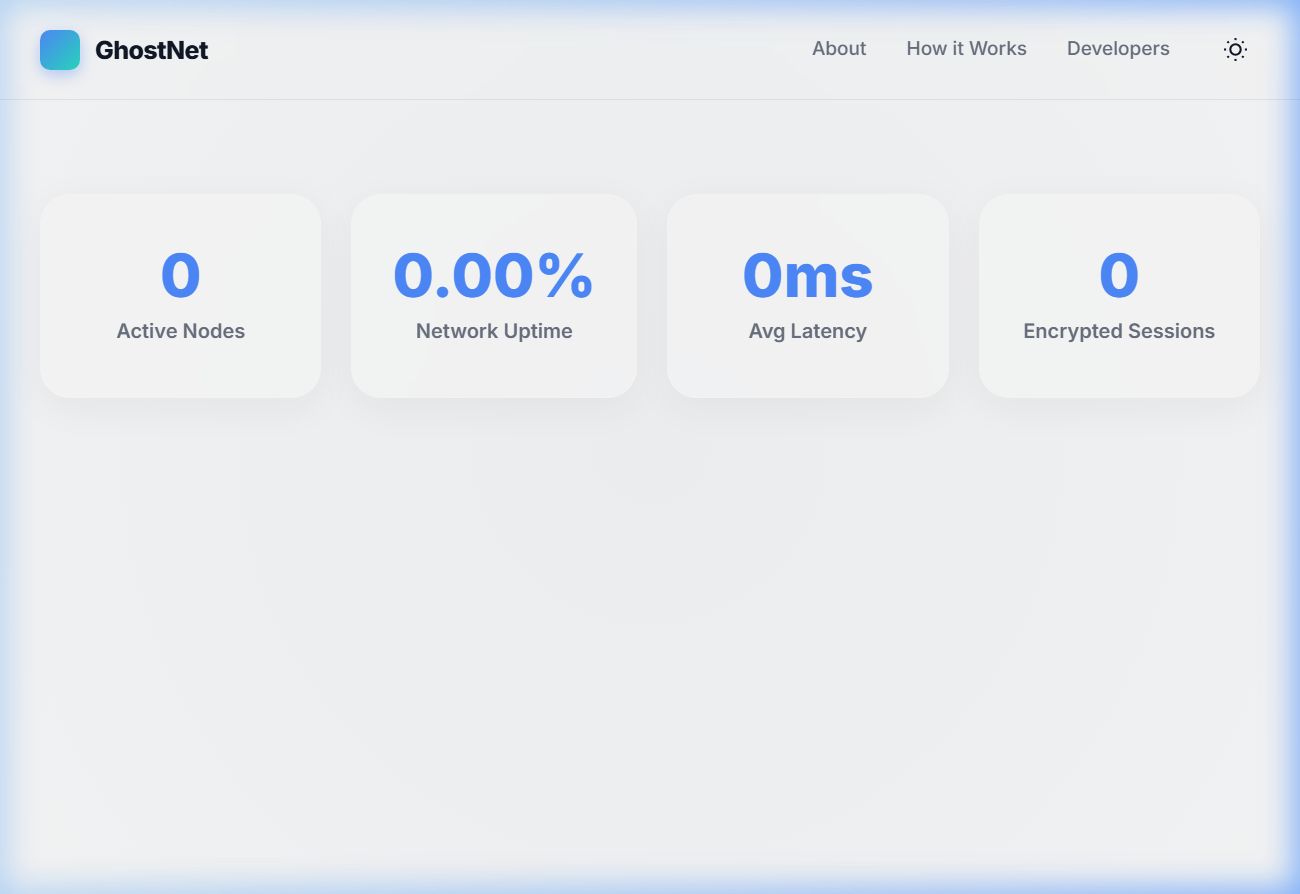 GhostNet
About
How it Works
Developers
0
Active Nodes
0.00%
Network Uptime
0ms
Avg Latency
0
Encrypted Sessions